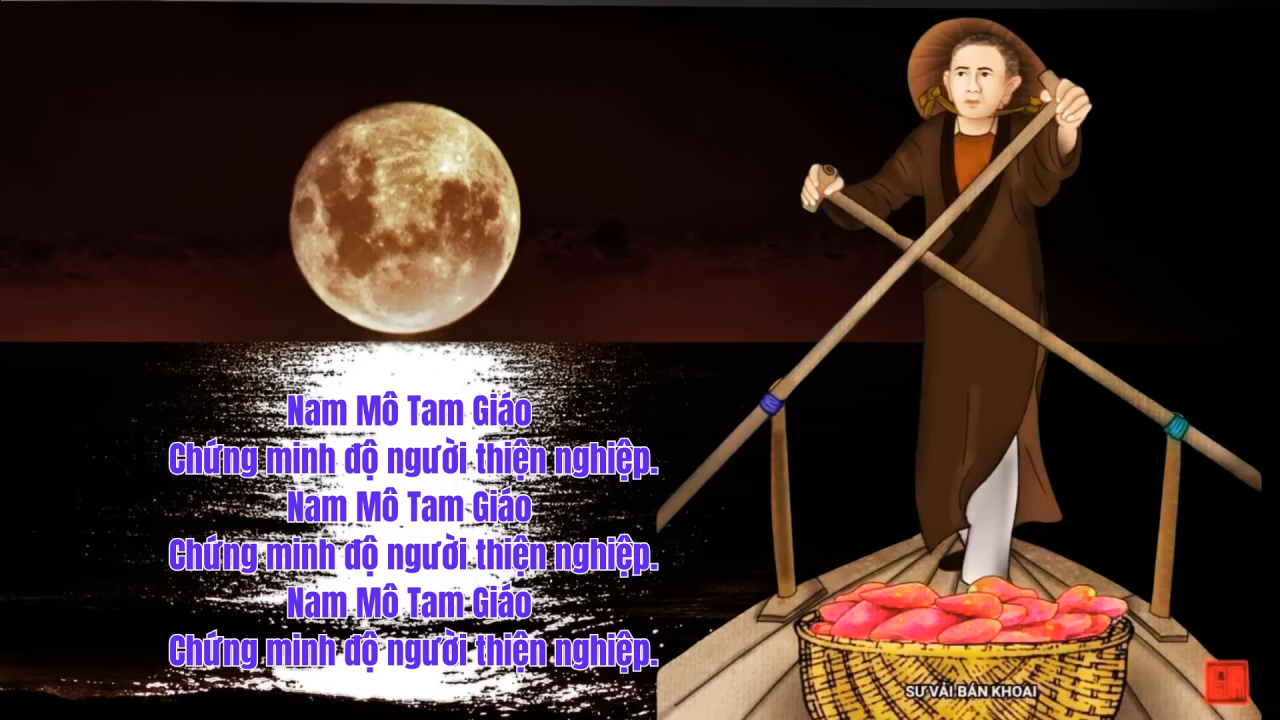 Nam Mô Tam Giáo
Chứng minh độ người thiện nghiệp.
Nam Mô Tam Giáo
Chứng minh độ người thiện nghiệp.
Nam Mô Tam Giáo
Chứng minh độ người thiện nghiệp.
SƯ VÃI BÁN KHOAI